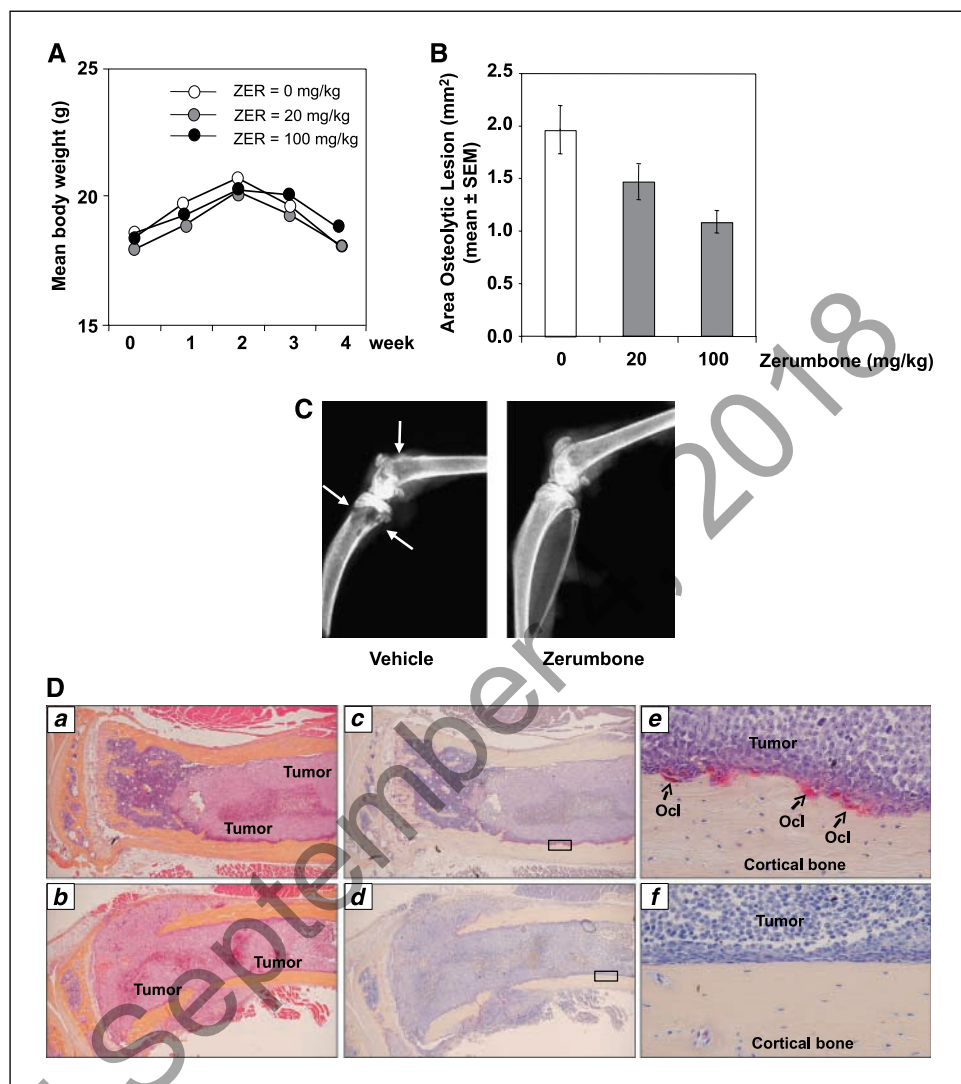 A
25
20
15
Mean body weight (g)
ZER = 0 mg/kg
ZER = 20 mg/kg
ZER = 100 mg/kg
0 1 2 3 4 week
B
Area Osteolytic Lesion (mm²)
(mean ± SEM)
2.5
2.0
1.5
1.0
0.5
0.0
0 20 100 Zerumbone (mg/kg)
C
Vehicle Zerumbone
D
a
Tumor
Tumor
c
e
Tumor
Ocl
Ocl
Ocl
Cortical bone
b
Tumor
Tumor
d
f
Tumor
Cortical bone
September 4, 2018